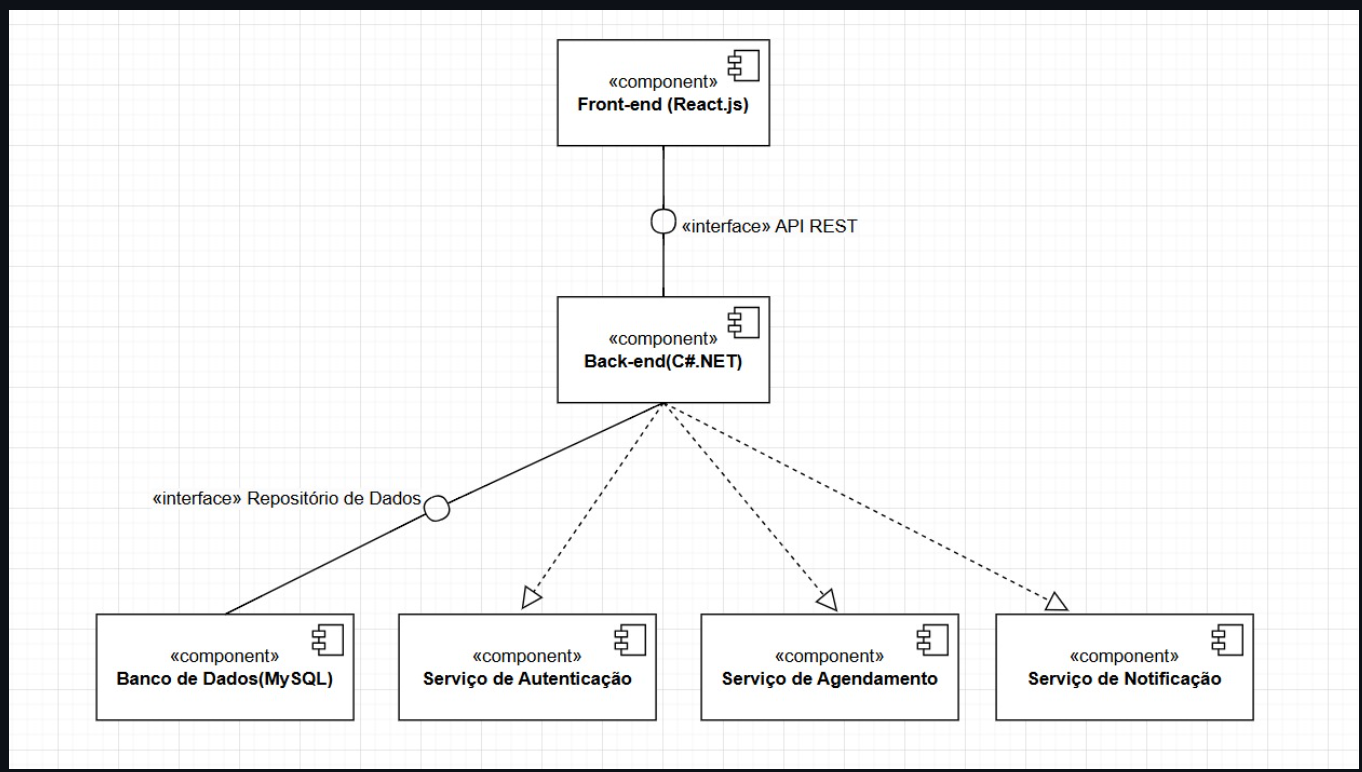 «component»
Front-end (React.js)
«interface» API REST
«component»
Back-end(C#.NET)
«interface» Repositório de Dados
«component»
Banco de Dados(MySQL)
«component»
Serviço de Autenticação
«component»
Serviço de Agendamento
«component»
Serviço de Notificação